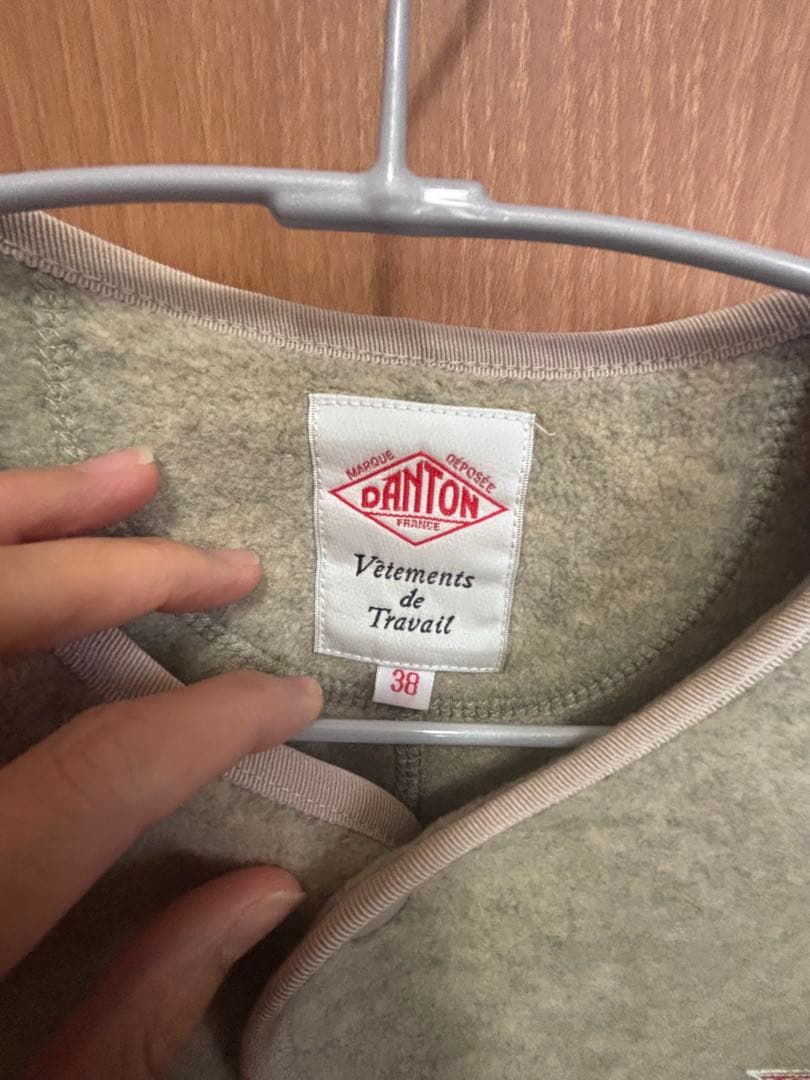 MARQUE DÉPOSÉE
DANTON
FRANCE
Vêtements
de
Travail
38